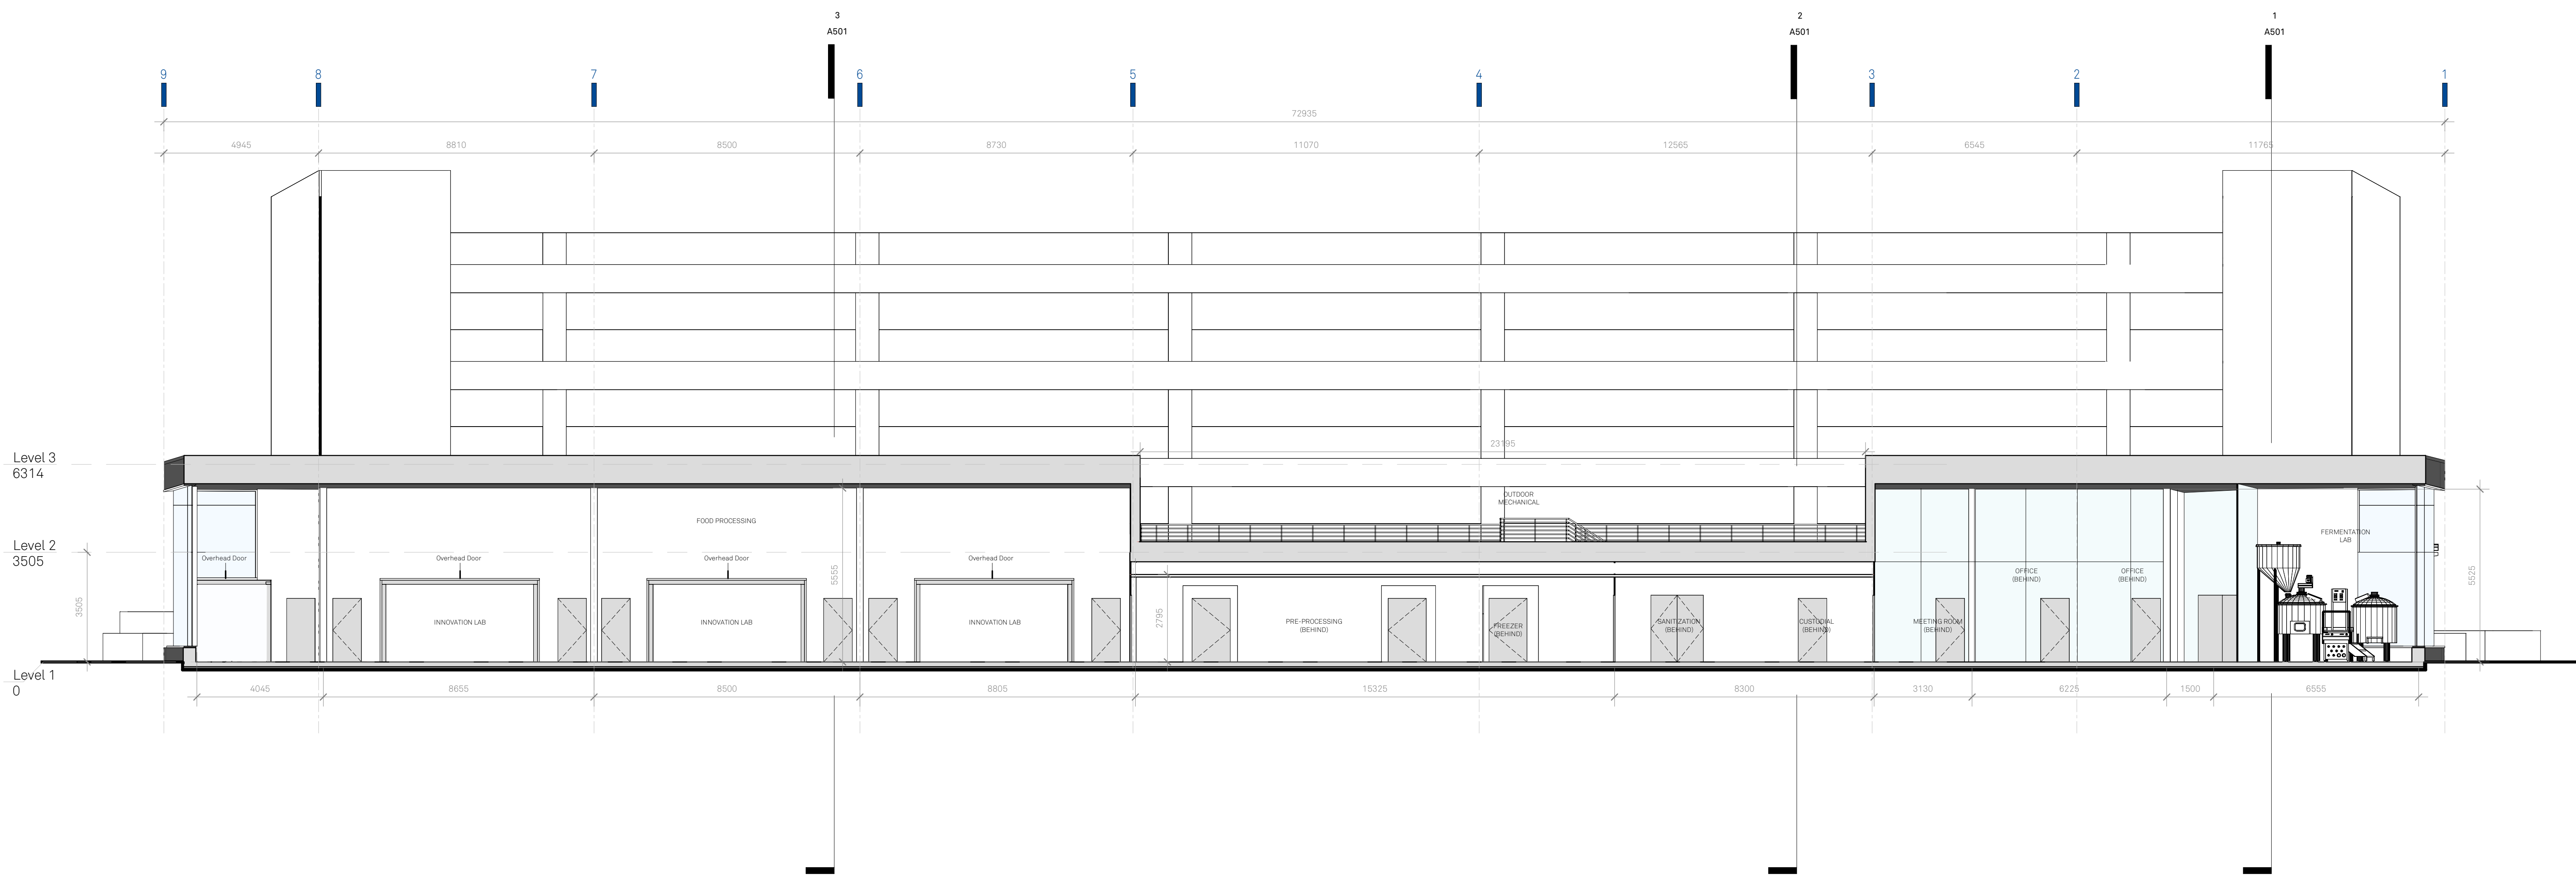 3
A501
2
A501
1
A501
9
8
7
6
5
4
3
2
1
72935
4945
8810
8500
8730
11070
12565
6545
11765
23195
Level 3
6314
OUTDOOR
MECHANICAL
FOOD PROCESSING
FERMENTATION
LAB
Level 2
3505
Overhead Door
Overhead Door
Overhead Door
Overhead Door
5555
5525
OFFICE
(BEHIND)
OFFICE
(BEHIND)
3505
2795
INNOVATION LAB
INNOVATION LAB
INNOVATION LAB
PRE-PROCESSING
(BEHIND)
FREEZER
(BEHIND)
SANITIZATION
(BEHIND)
CUSTODIAL
(BEHIND)
MEETING ROOM
(BEHIND)
Level 1
0
4045
8655
8500
8805
15325
8300
3130
6225
1500
6555